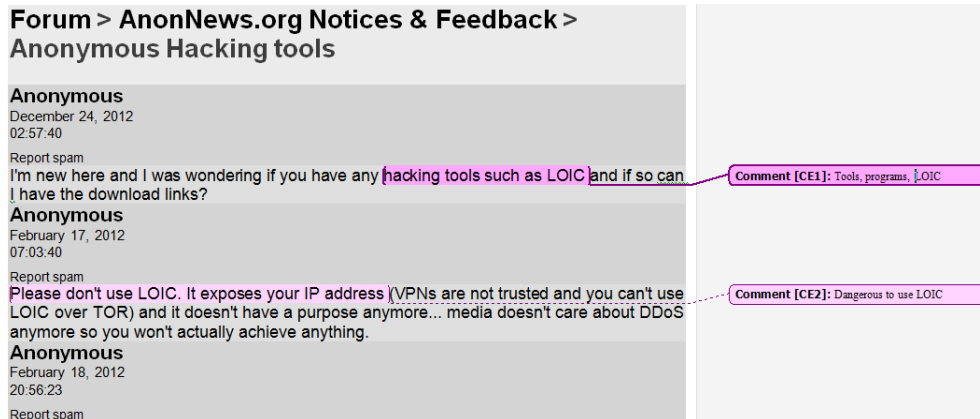 Forum > AnonNews.org Notices & Feedback >
Anonymous Hacking tools
Anonymous
December 24, 2012
02:57:40
Report spam
I'm new here and I was wondering if you have any hacking tools such as LOIC and if so can
I have the download links?
Comment [CE1]: Tools, programs, LOIC
Anonymous
February 17, 2012
07:03:40
Report spam
Please don't use LOIC. It exposes your IP address (VPNs are not trusted and you can't use
LOIC over TOR) and it doesn't have a purpose anymore... media doesn't care about DDoS
anymore so you won't actually achieve anything.
Comment [CE2]: Dangerous to use LOIC
Anonymous
February 18, 2012
20:56:23
Report spam